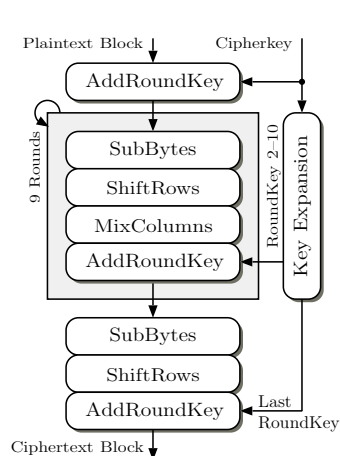 Plaintext Block
Cipherkey
AddRoundKey
9 Rounds
SubBytes
ShiftRows
MixColumns
AddRoundKey
RoundKey 2–10
Key Expansion
SubBytes
ShiftRows
AddRoundKey
Last
RoundKey
Ciphertext Block